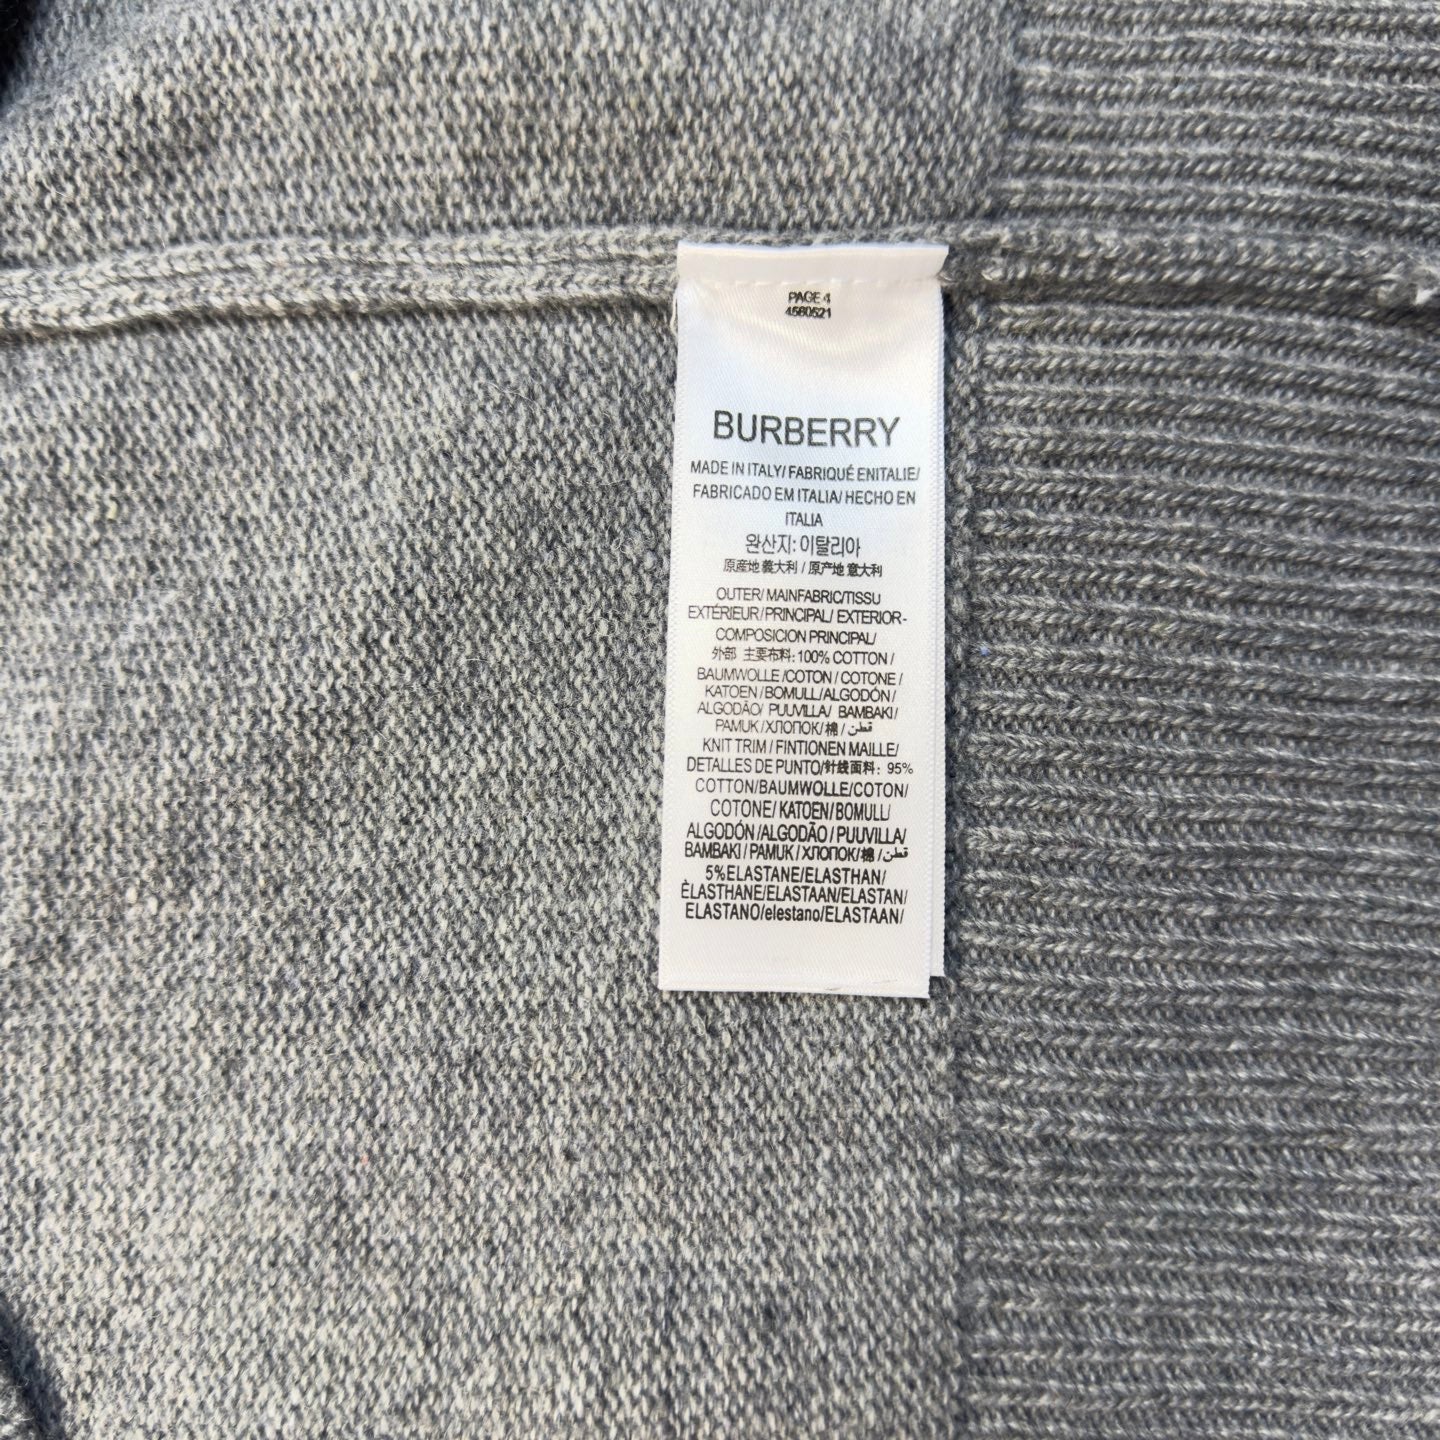 PAGE 4
4580521
BURBERRY
MADE IN ITALY/ FABRIQUÉ ENITALIE/
FABRICADO EM ITALIA/ HECHO EN
ITALIA
완산지: 이탈리아
原産地 義大利 / 原产地 意大利
OUTER/ MAINFABRIC/TISSU
EXTÉRIEUR/PRINCIPAL/ EXTERIOR-
COMPOSICION PRINCIPAL/
外部 主要布料: 100% COTTON /
BAUMWOLLE /COTON / COTONE /
KATOEN / BOMULL/ALGODÓN/
ALGODÃO/ PUUVILLA/ BAMBAKI/
PAMUK /ХЛОПОК/棉 / قطن
KNIT TRIM / FINTIONEN MAILLE/
DETALLES DE PUNTO/針线面料: 95%
COTTON/BAUMWOLLE/COTON/
COTONE/ KATOEN/BOMULL/
ALGODÓN /ALGODÃO / PUUVILLA/
BAMBAKI / PAMUK / ХЛОПОК/棉 / قطن
5%ELASTANE/ELASTHAN/
ÈLASTHANE/ELASTAAN/ELASTAN/
ELASTANO/elestano/ELASTAAN/